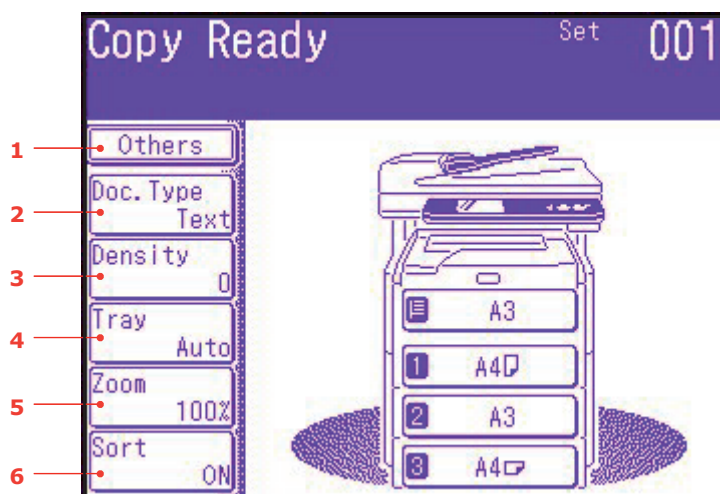 Copy Ready
Set 001
1 Others
2 Doc.Type
Text
3 Density
0
4 Tray
Auto
5 Zoom
100%
6 Sort
ON
A3
1 A4
2 A3
3 A4